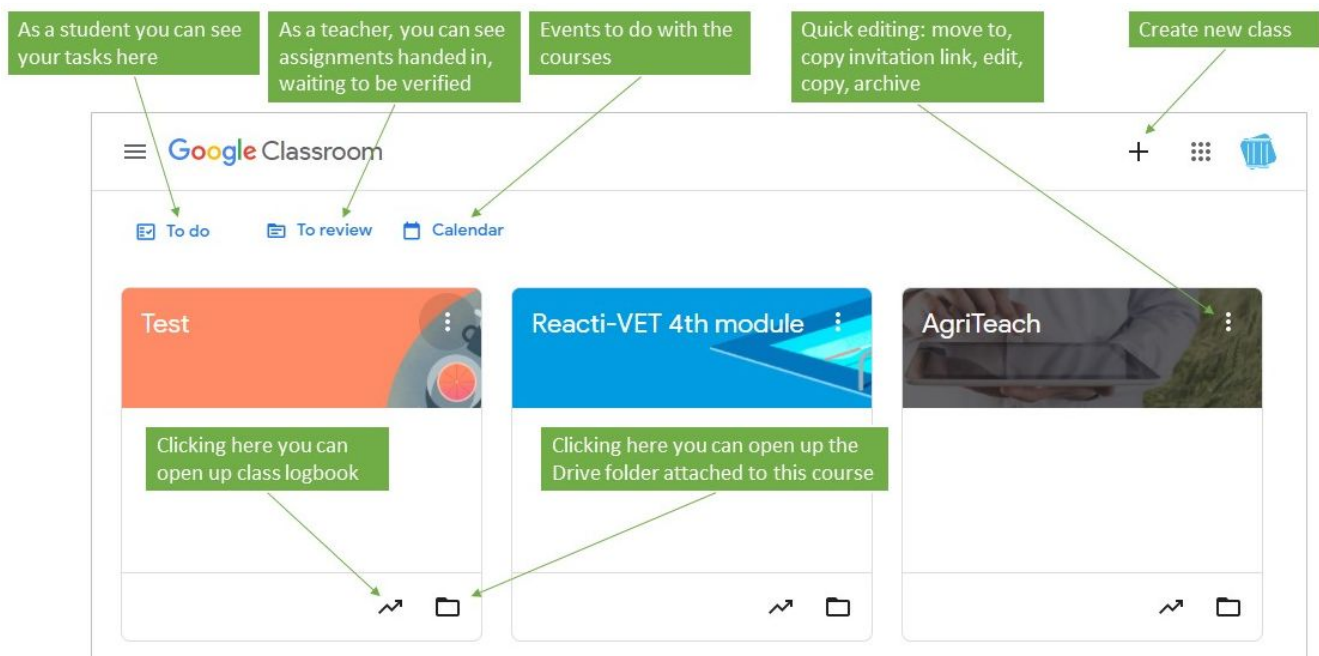 As a student you can see
your tasks here
As a teacher, you can see
assignments handed in,
waiting to be verified
Events to do with the
courses
Quick editing: move to,
copy invitation link, edit,
copy, archive
Create new class
Google Classroom
To do
To review
Calendar
Test
Reacti-VET 4th module
AgriTeach
Clicking here you can
open up class logbook
Clicking here you can open up the
Drive folder attached to this course